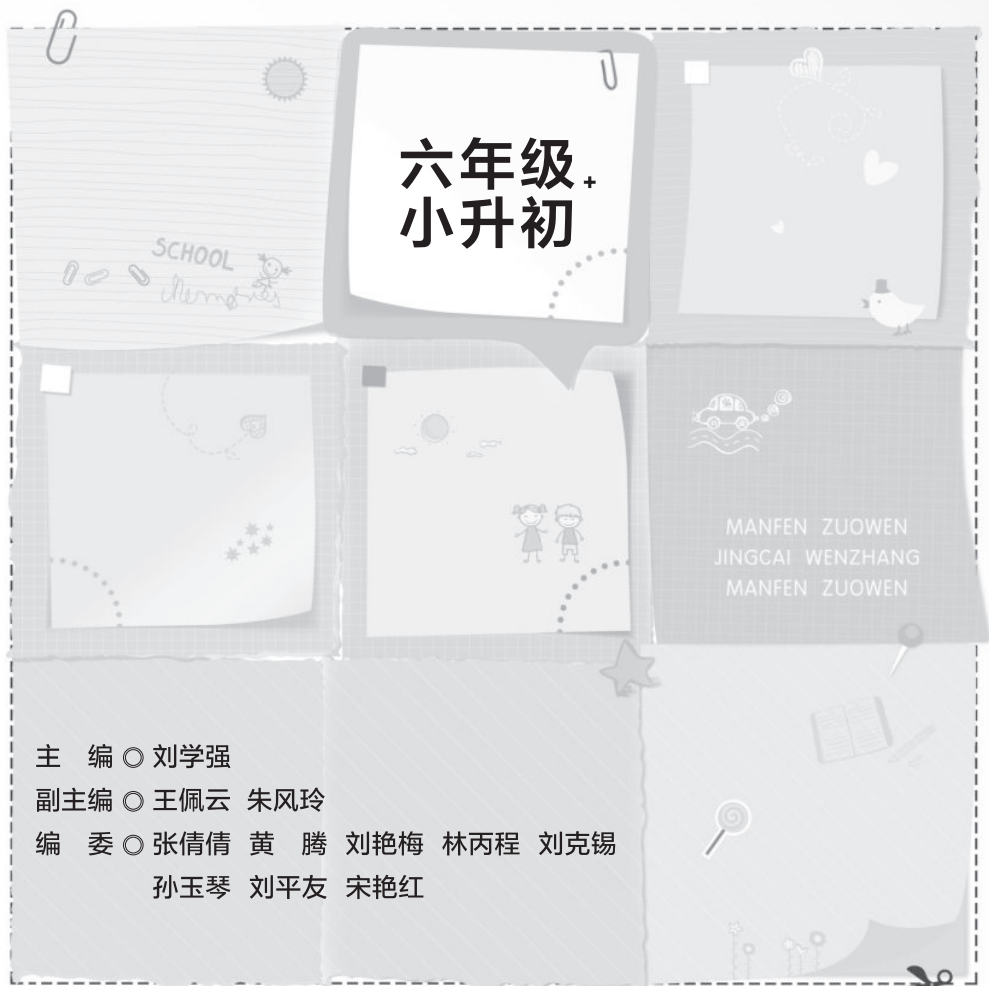 六年级+
小升初
SCHOOL
Memories
MANFEN ZUOWEN
JINGCAI WENZHANG
MANFEN ZUOWEN
主 编◎刘学强
副主编◎王佩云 朱风玲
编 委◎张倩倩 黄 腾 刘艳梅 林丙程 刘克锡
孙玉琴 刘平友 宋艳红